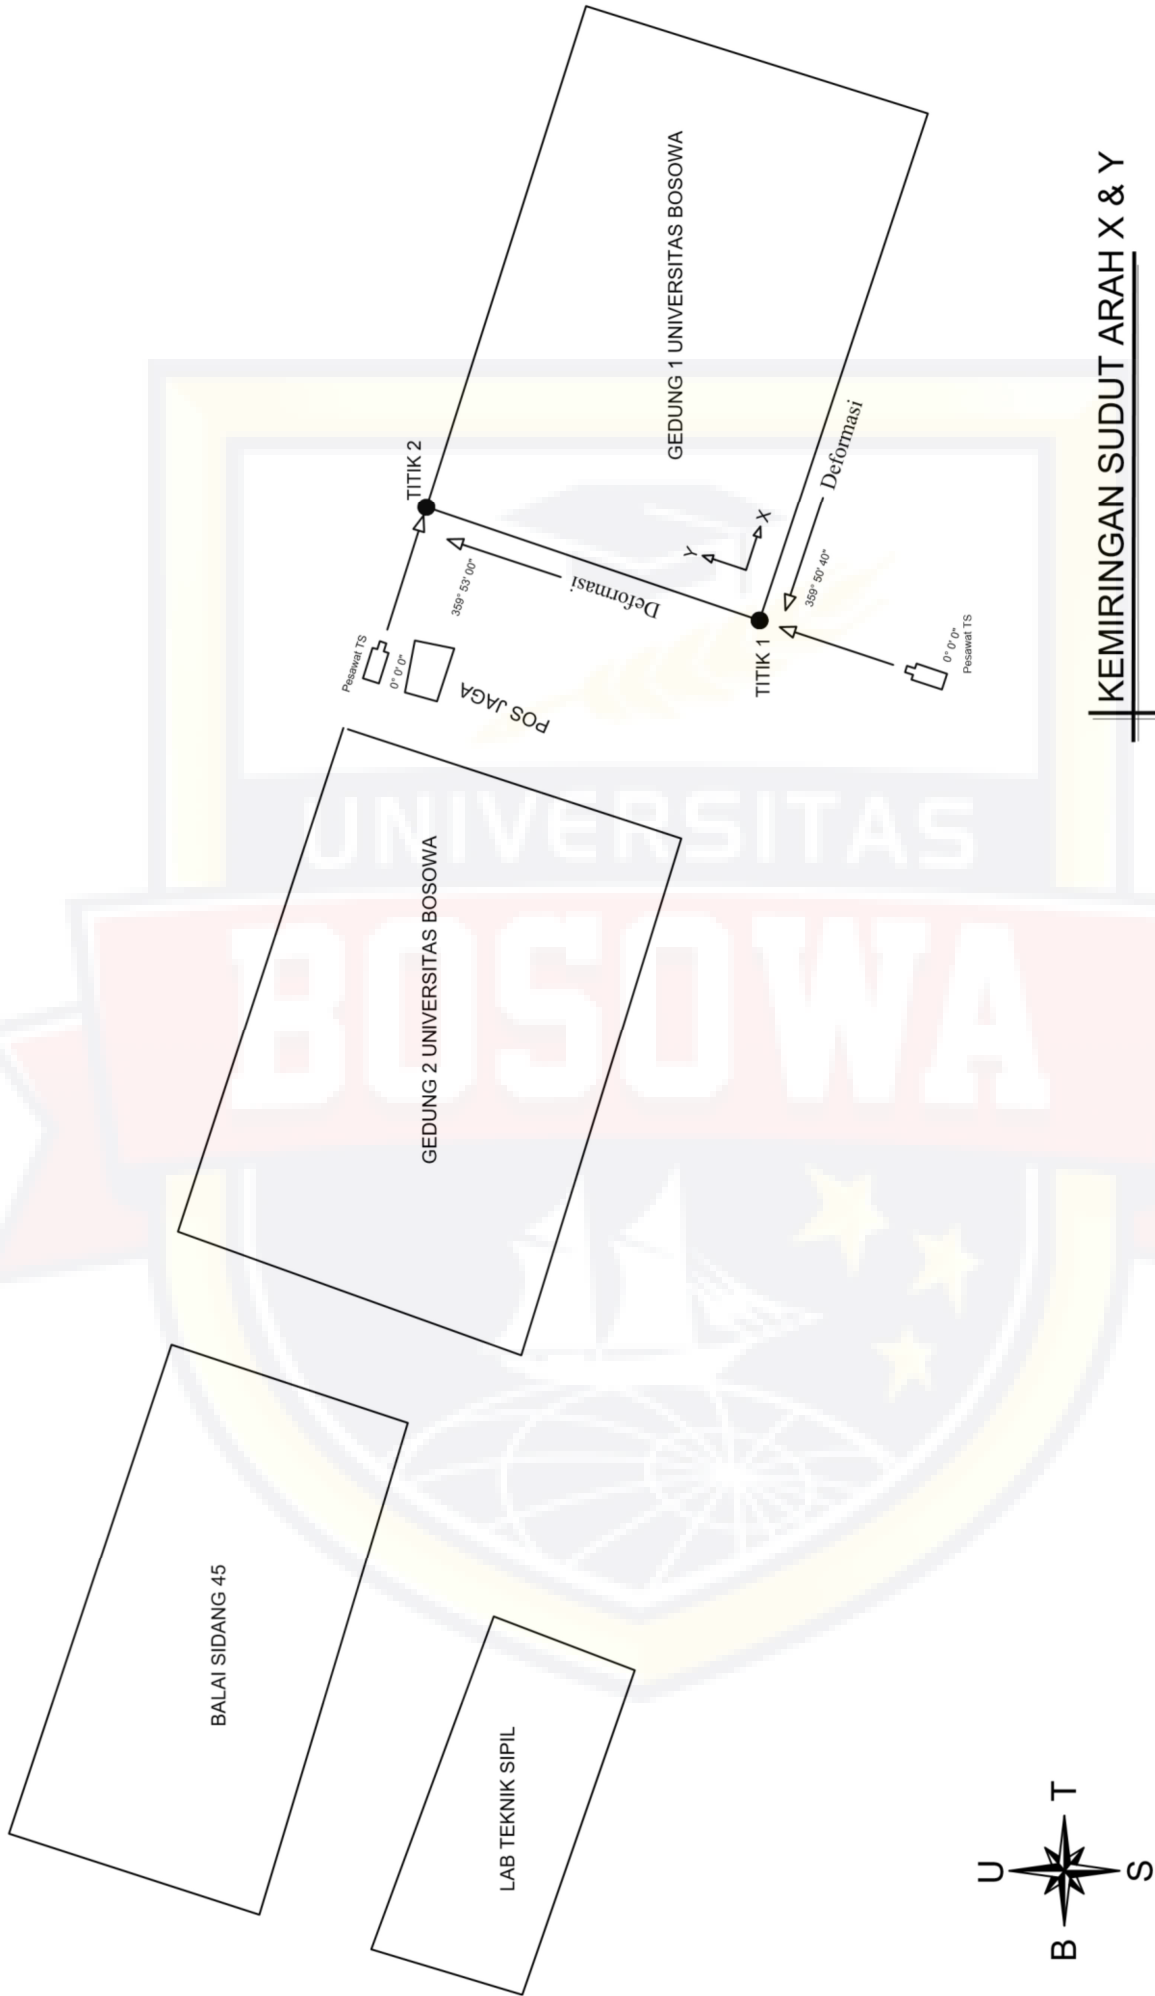 TITIK 2
Pesawat TS
0° 0' 0"
359° 53' 00"
Deformasi
POS JAGA
GEDUNG 1 UNIVERSITAS BOSOWA
Y
X
Deformasi
359° 50' 40"
TITIK 1
0° 0' 0"
Pesawat TS
KEMIRINGAN SUDUT ARAH X & Y
GEDUNG 2 UNIVERSITAS BOSOWA
UNIVERSITAS
BOSOWA
BALAI SIDANG 45
LAB TEKNIK SIPIL
U
B
T
S